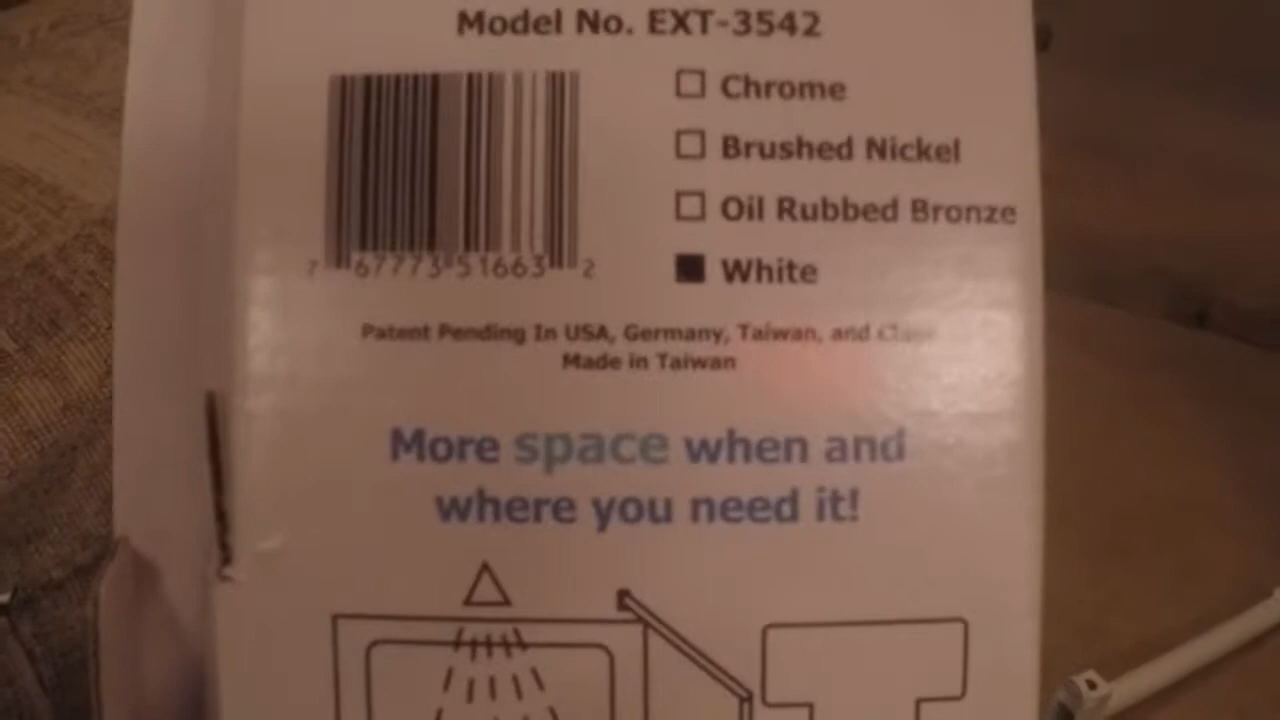 Model No. EXT-3542
Chrome
Brushed Nickel
Oil Rubbed Bronze
White
7 67773 51663 2
Patent Pending In USA, Germany, Taiwan, and
Made in Taiwan
More space when and
where you need it!